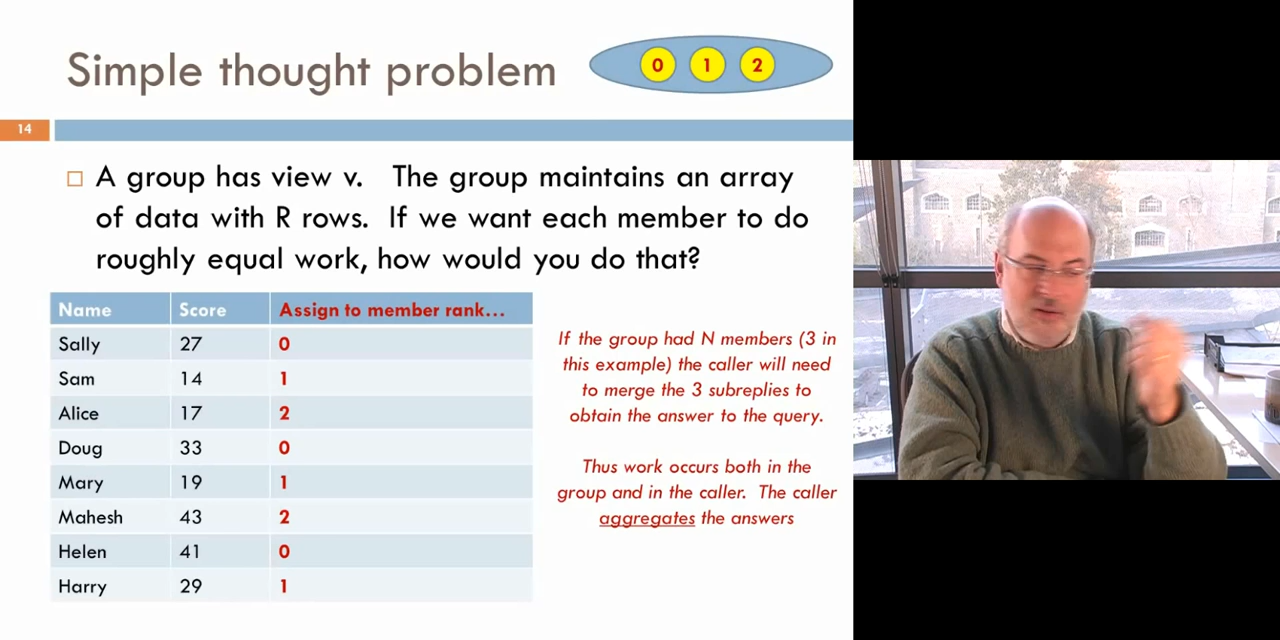 Simple thought problem
0 1 2
14
A group has view v. The group maintains an array
of data with R rows. If we want each member to do
roughly equal work, how would you do that?
Name Score Assign to member rank...
Sally 27 0
Sam 14 1
Alice 17 2
Doug 33 0
Mary 19 1
Mahesh 43 2
Helen 41 0
Harry 29 1
If the group had N members (3 in
this example) the caller will need
to merge the 3 subreplies to
obtain the answer to the query.
Thus work occurs both in the
group and in the caller. The caller
aggregates the answers